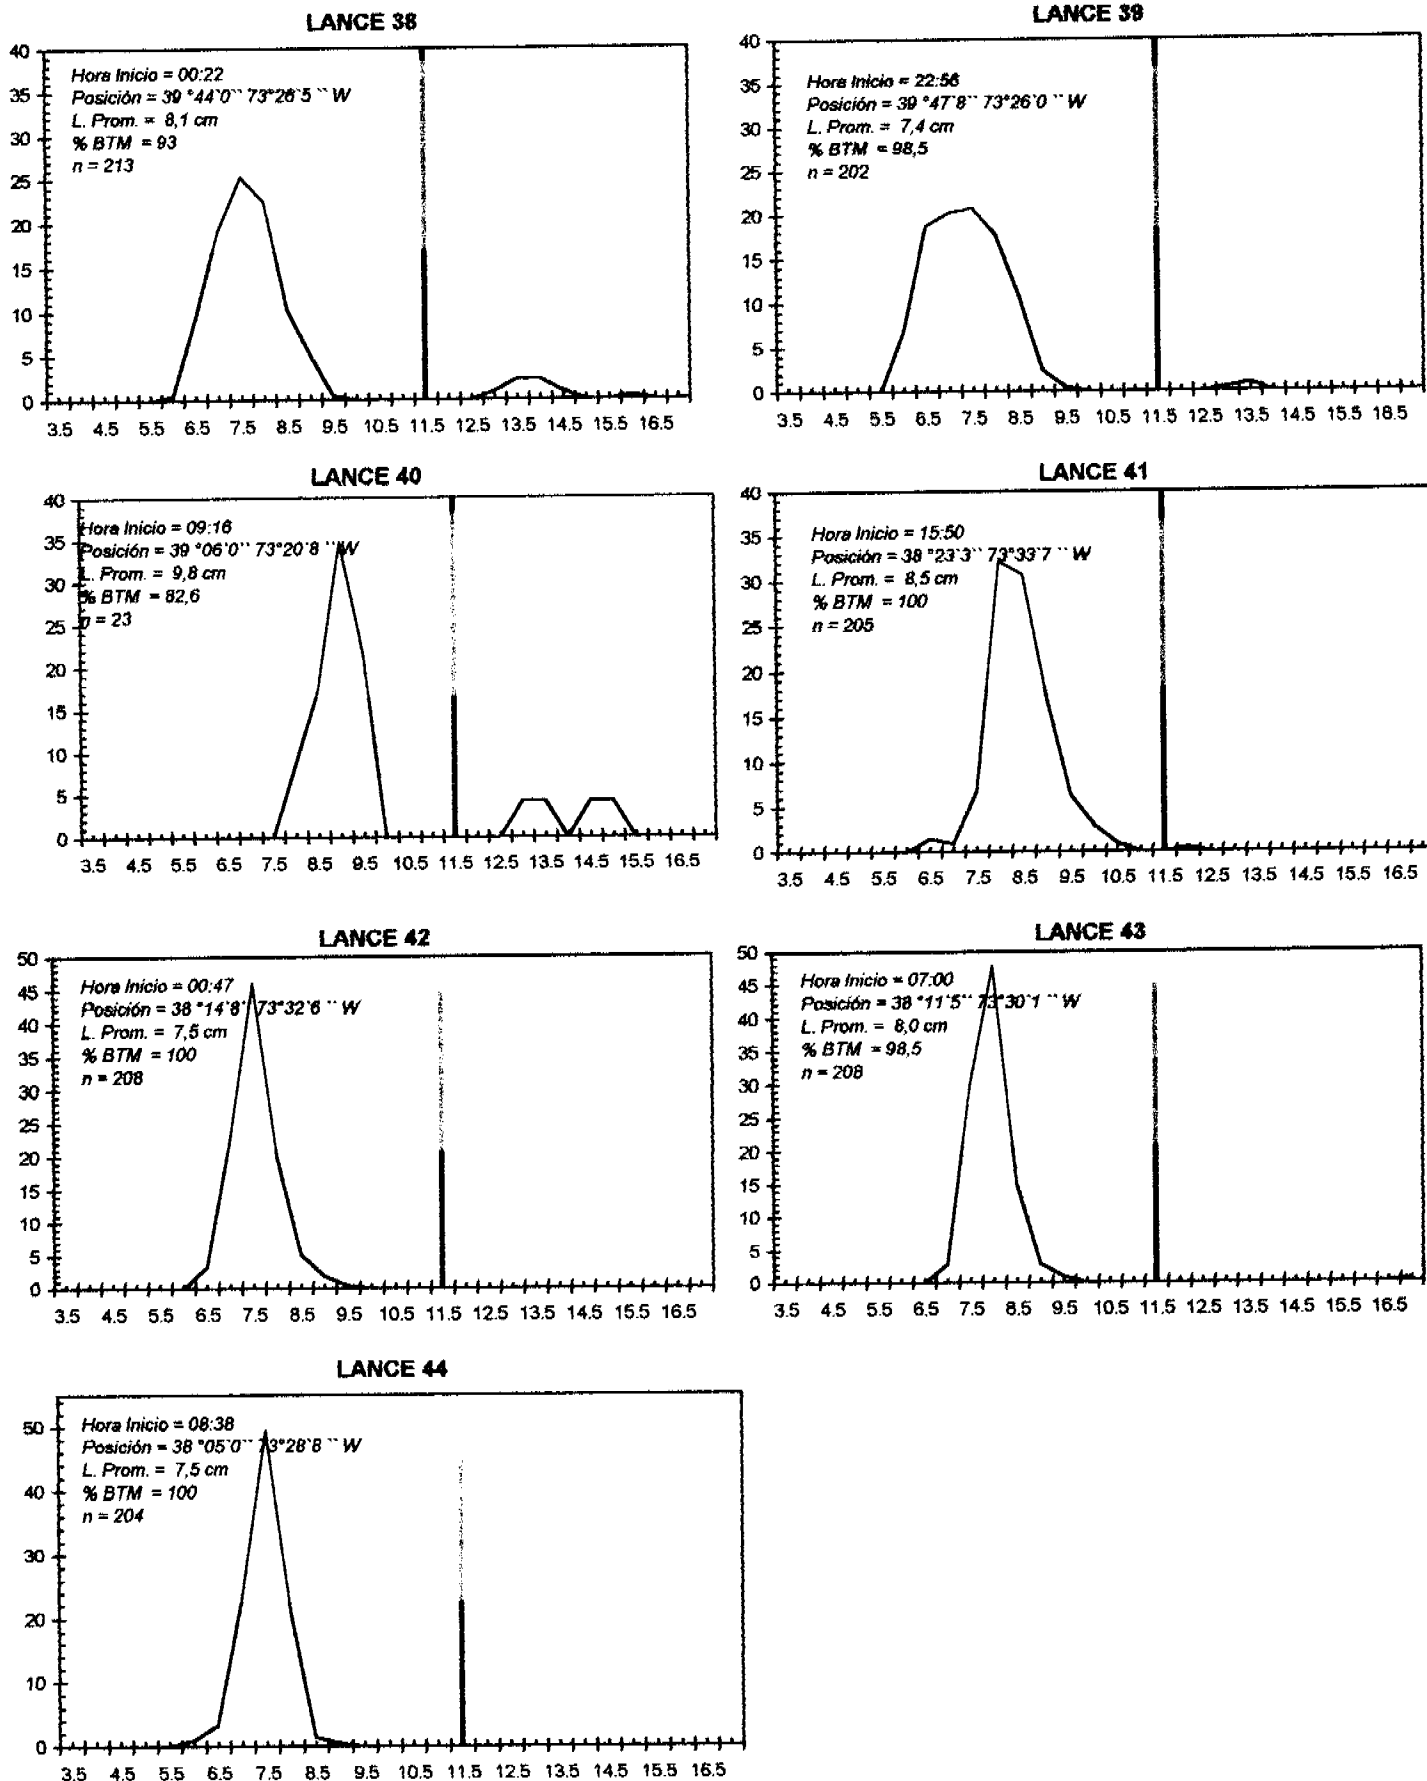 LANCE 38
40
35
30
25
20
15
10
5
0
Hora Inicio = 00:22
Posición = 39 °44`0`` 73°26`5 `` W
L. Prom. = 8,1 cm
% BTM = 93
n = 213
3.5 4.5 5.5 6.5 7.5 8.5 9.5 10.5 11.5 12.5 13.5 14.5 15.5 16.5
LANCE 39
40
35
30
25
20
15
10
5
0
Hora Inicio = 22:56
Posición = 39 °47`8`` 73°26`0 `` W
L. Prom. = 7,4 cm
% BTM = 98,5
n = 202
3.5 4.5 5.5 6.5 7.5 8.5 9.5 10.5 11.5 12.5 13.5 14.5 15.5 16.5
LANCE 40
40
35
30
25
20
15
10
5
0
Hora Inicio = 09:16
Posición = 39 °06`0`` 73°20`8 `` W
L. Prom. = 9,8 cm
% BTM = 82,6
n = 23
3.5 4.5 5.5 6.5 7.5 8.5 9.5 10.5 11.5 12.5 13.5 14.5 15.5 16.5
LANCE 41
40
35
30
25
20
15
10
5
0
Hora Inicio = 15:50
Posición = 38 °23`3`` 73°33`7 `` W
L. Prom. = 8,5 cm
% BTM = 100
n = 205
3.5 4.5 5.5 6.5 7.5 8.5 9.5 10.5 11.5 12.5 13.5 14.5 15.5 16.5
LANCE 42
50
45
40
35
30
25
20
15
10
5
0
Hora Inicio = 00:47
Posición = 38 °14`8`` 73°32`6 `` W
L. Prom. = 7,5 cm
% BTM = 100
n = 208
3.5 4.5 5.5 6.5 7.5 8.5 9.5 10.5 11.5 12.5 13.5 14.5 15.5 16.5
LANCE 43
50
45
40
35
30
25
20
15
10
5
0
Hora Inicio = 07:00
Posición = 38 °11`5`` 73°30`1 `` W
L. Prom. = 8,0 cm
% BTM = 98,5
n = 208
3.5 4.5 5.5 6.5 7.5 8.5 9.5 10.5 11.5 12.5 13.5 14.5 15.5 16.5
LANCE 44
50
40
30
20
10
0
Hora Inicio = 08:38
Posición = 38 °05`0`` 73°28`8 `` W
L. Prom. = 7,5 cm
% BTM = 100
n = 204
3.5 4.5 5.5 6.5 7.5 8.5 9.5 10.5 11.5 12.5 13.5 14.5 15.5 16.5